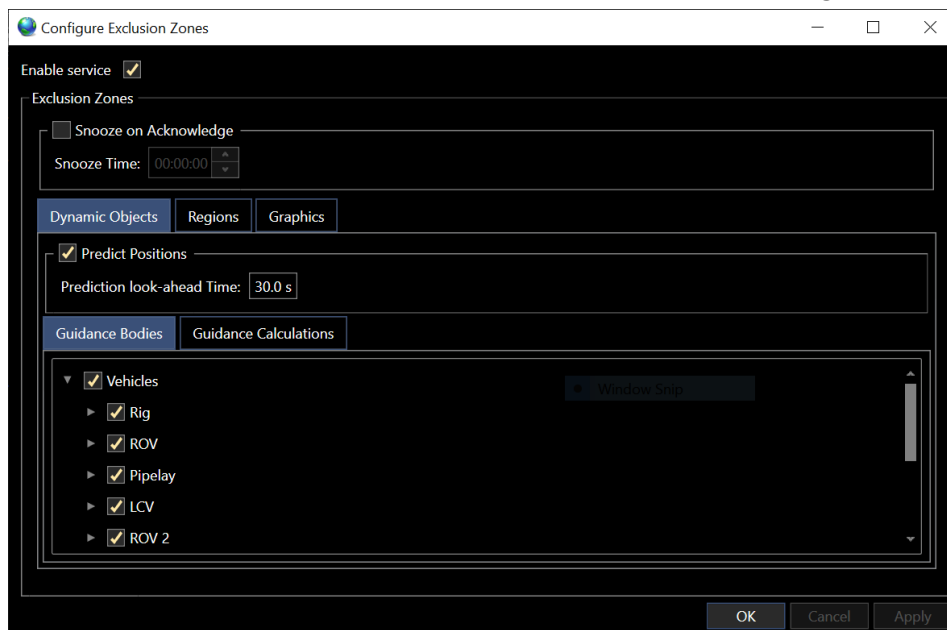 Configure Exclusion Zones
Enable service
Exclusion Zones
Snooze on Acknowledge
Snooze Time: 00:00:00
Dynamic Objects Regions Graphics
Predict Positions
Prediction look-ahead Time: 30.0 s
Guidance Bodies Guidance Calculations
Vehicles
Window Snip
Rig
ROV
Pipelay
LCV
ROV 2
OK Cancel Apply